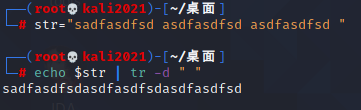 ┌──(root💀kali2021)-[~/桌面]
└─# str="sadfasdfsd asdfasdfsd asdfasdfsd "
┌──(root💀kali2021)-[~/桌面]
└─# echo $str | tr -d " "
sadfasdfsdasdfasdfsdasdfasdfsd